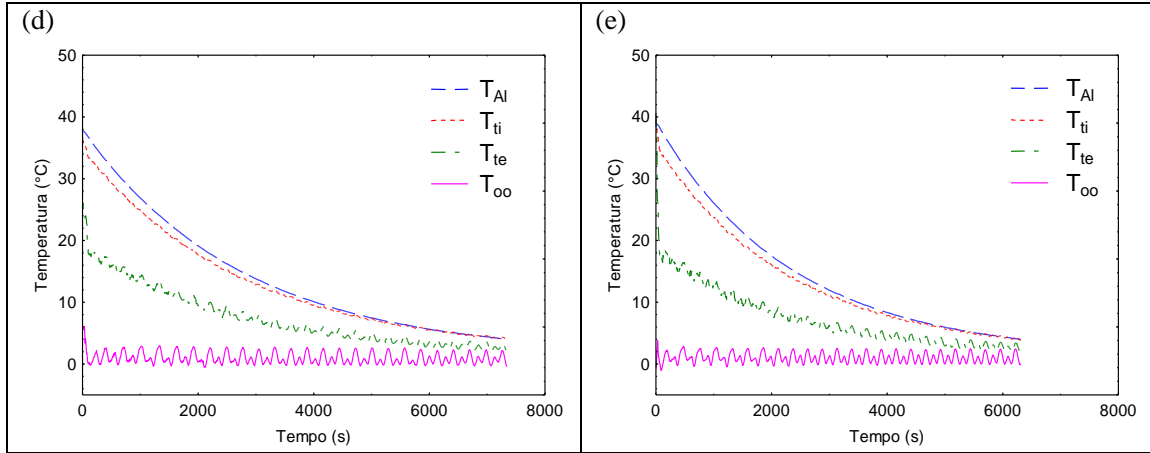 (d)
50
40
30
20
10
0
Temperatura (°C)
0 2000 4000 6000 8000
Tempo (s)
T_Al
T_ti
T_te
T_oo
(e)
50
40
30
20
10
0
Temperatura (°C)
0 2000 4000 6000 8000
Tempo (s)
T_Al
T_ti
T_te
T_oo